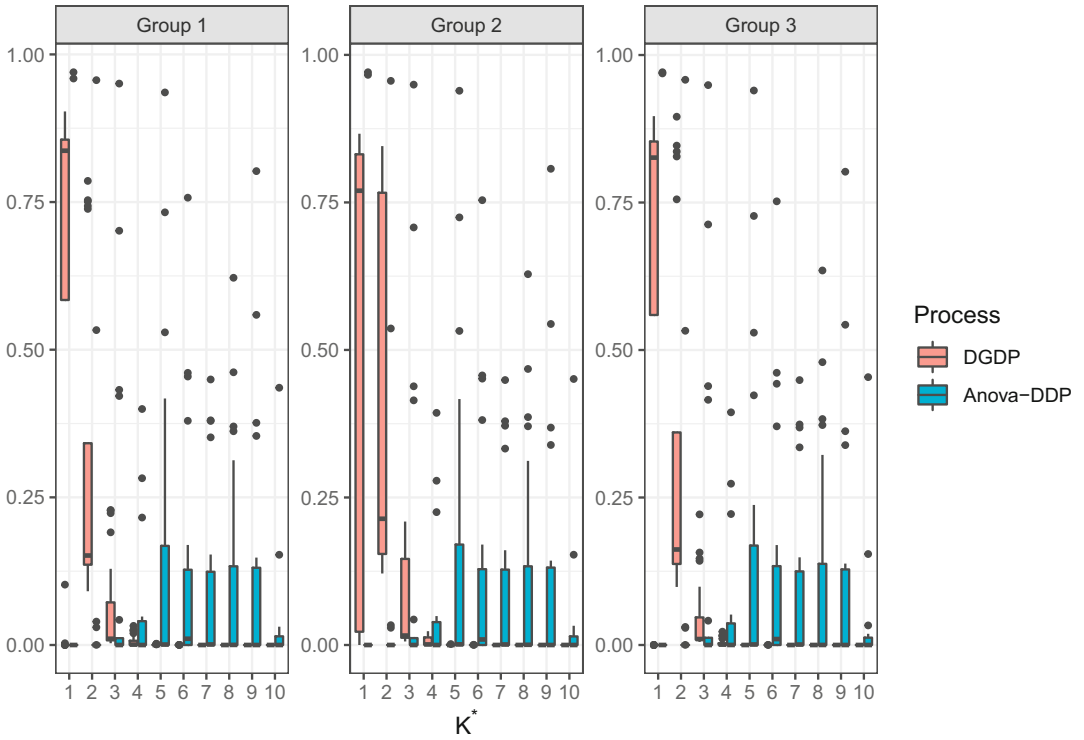 Group 1 Group 2 Group 3
1.00 1.00 1.00
0.75 0.75 0.75
0.50 0.50 0.50
0.25 0.25 0.25
0.00 0.00 0.00
1 2 3 4 5 6 7 8 9 10 1 2 3 4 5 6 7 8 9 10 1 2 3 4 5 6 7 8 9 10
K*
Process
DGDP
Anova−DDP